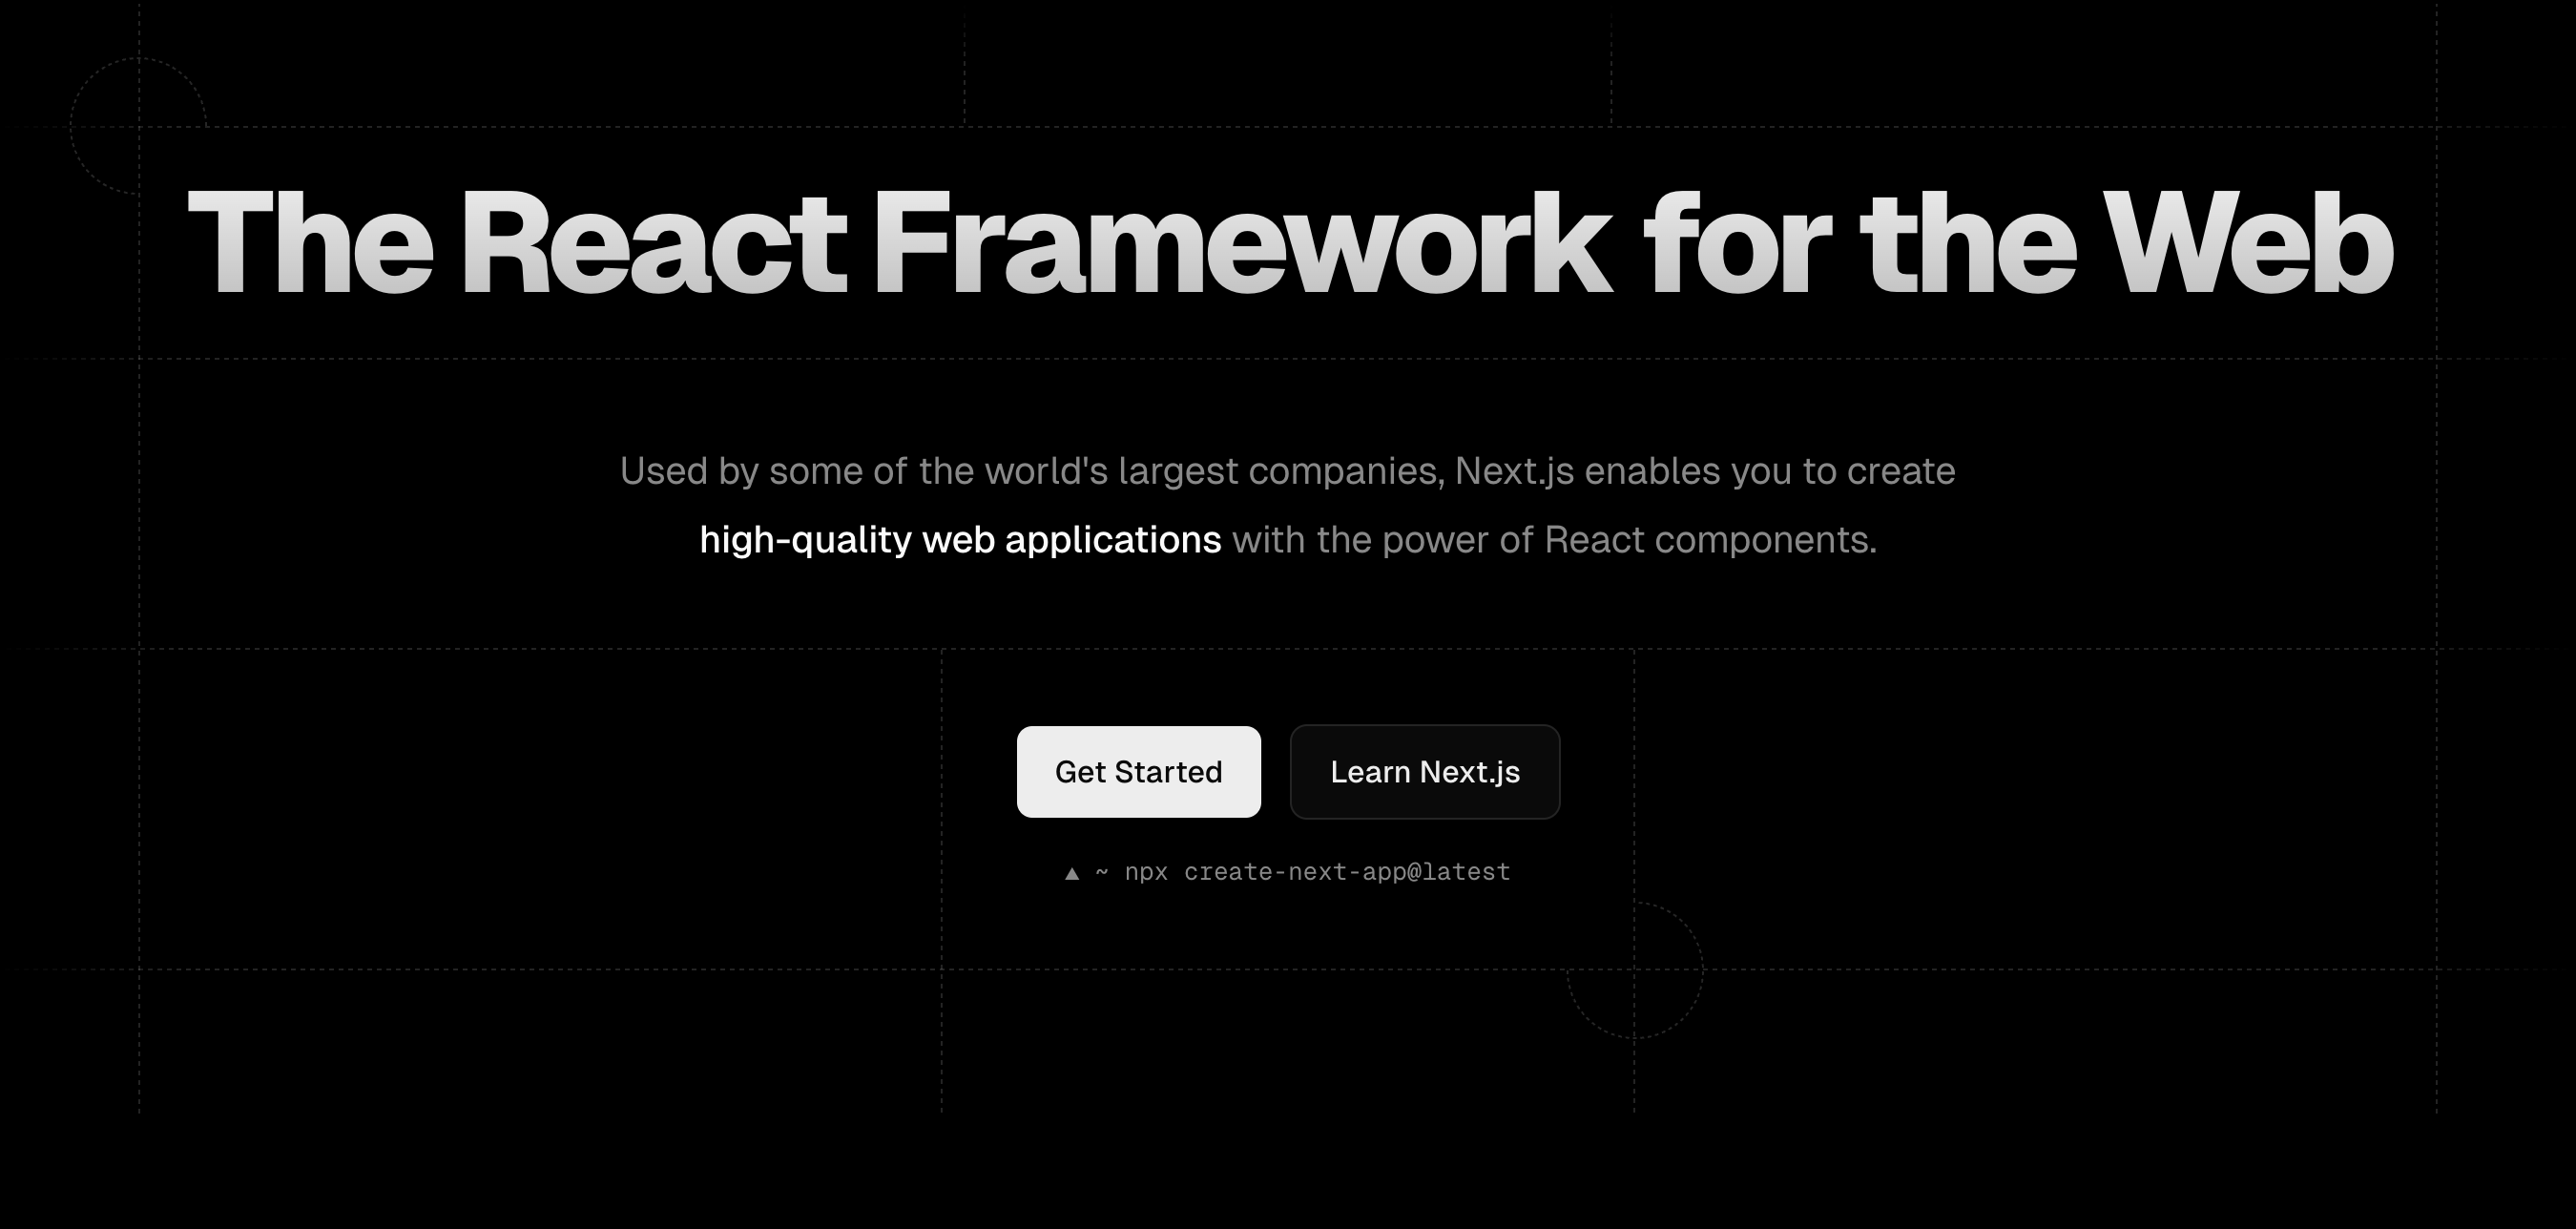 The React Framework for the Web
Used by some of the world's largest companies, Next.js enables you to create
high-quality web applications with the power of React components.
Get Started
Learn Next.js
▲ ~ npx create-next-app@latest